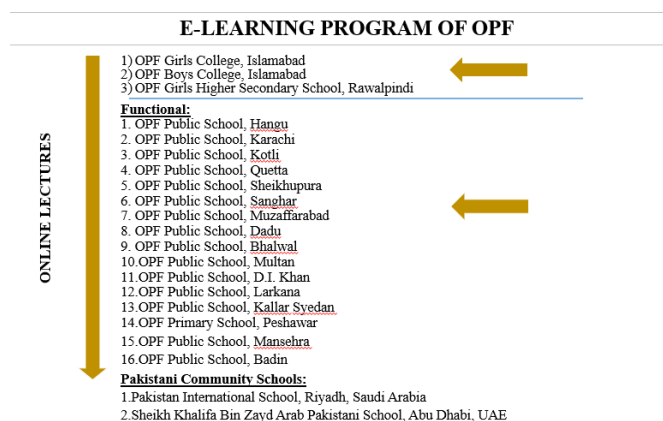 E-LEARNING PROGRAM OF OPF
1) OPF Girls College, Islamabad
2) OPF Boys College, Islamabad
3) OPF Girls Higher Secondary School, Rawalpindi
ONLINE LECTURES
Functional:
1. OPF Public School, Hangu
2. OPF Public School, Karachi
3. OPF Public School, Kotli
4. OPF Public School, Quetta
5. OPF Public School, Sheikhupura
6. OPF Public School, Sanghar
7. OPF Public School, Muzaffarabad
8. OPF Public School, Dadu
9. OPF Public School, Bhalwal
10.OPF Public School, Multan
11.OPF Public School, D.I. Khan
12.OPF Public School, Larkana
13.OPF Public School, Kallar Syedan
14.OPF Primary School, Peshawar
15.OPF Public School, Mansehra
16.OPF Public School, Badin
Pakistani Community Schools:
1.Pakistan International School, Riyadh, Saudi Arabia
2.Sheikh Khalifa Bin Zayd Arab Pakistani School, Abu Dhabi, UAE